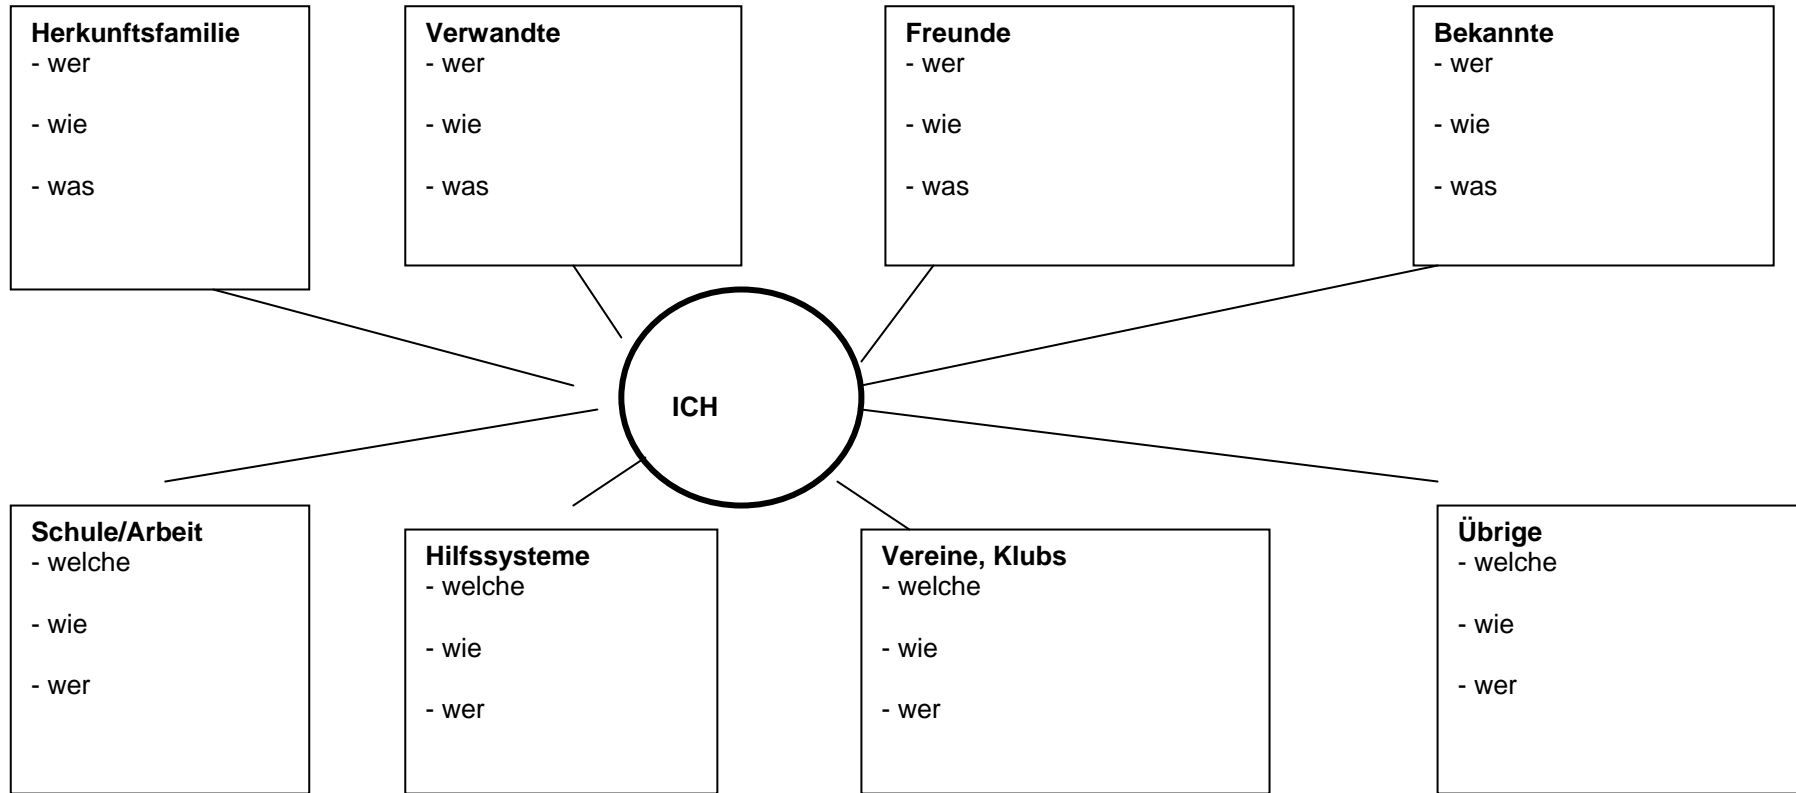 Herkunftsfamilie
- wer
- wie
- was
Verwandte
- wer
- wie
- was
Freunde
- wer
- wie
- was
Bekannte
- wer
- wie
- was
ICH
Schule/Arbeit
- welche
- wie
- wer
Hilfssysteme
- welche
- wie
- wer
Vereine, Klubs
- welche
- wie
- wer
Übrige
- welche
- wie
- wer